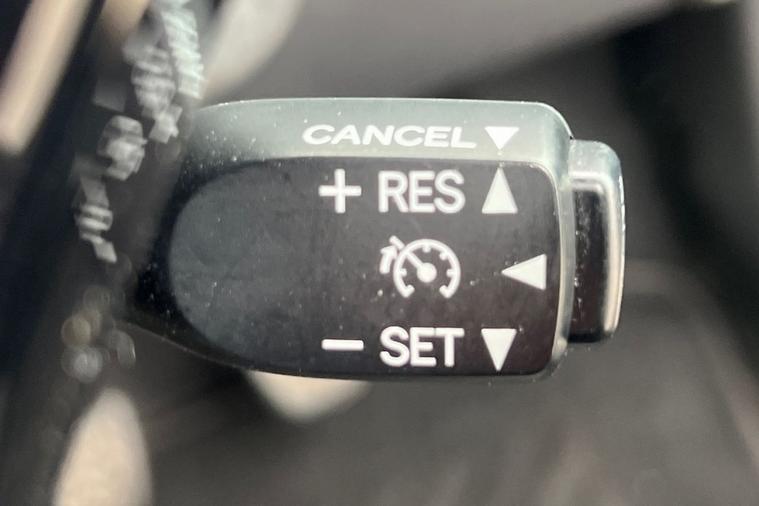 CANCEL ▼
+ RES ▲
◀
− SET ▼